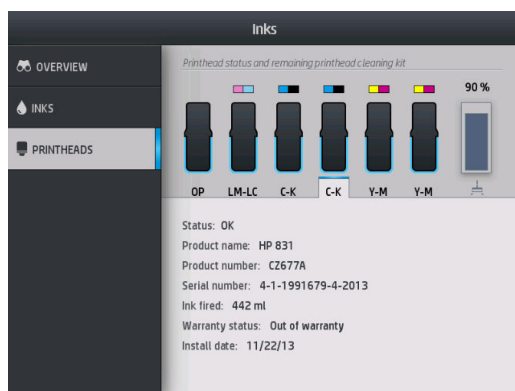 Inks
OVERVIEW
INKS
PRINTHEADS
Printhead status and remaining printhead cleaning kit
90 %
OP LM-LC C-K C-K Y-M Y-M
Status: OK
Product name: HP 831
Product number: CZ677A
Serial number: 4-1-1991679-4-2013
Ink fired: 442 ml
Warranty status: Out of warranty
Install date: 11/22/13